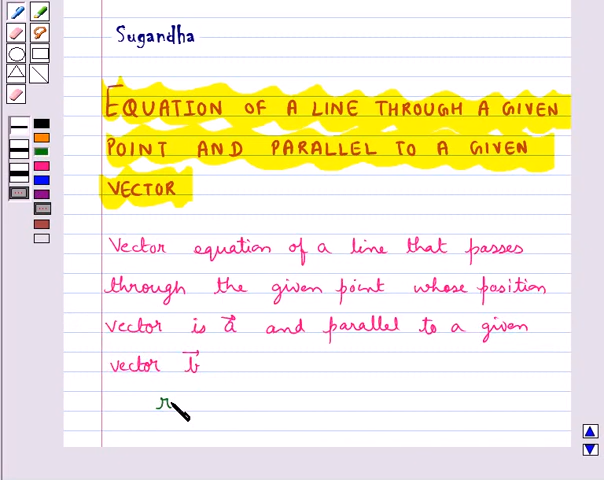 Sugandha
EQUATION OF A LINE THROUGH A GIVEN
POINT AND PARALLEL TO A GIVEN
VECTOR
Vector equation of a line that passes
through the given point whose position
vector is a⃗ and parallel to a given
vector b⃗
r